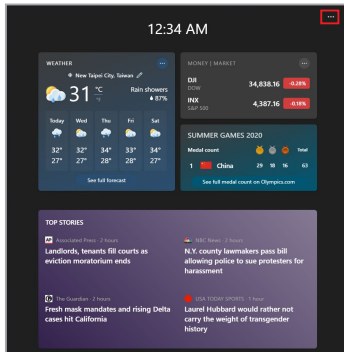 12:34 AM
WEATHER
New Taipei City, Taiwan
31 °C
°F
Rain showers
87%
Today Wed Thu Fri Sat
32° 32° 34° 33° 34°
27° 27° 28° 28° 27°
See full forecast
MONEY | MARKET
DJI
DOW
34,838.16 -0.28%
INX
S&P 500
4,387.16 -0.18%
SUMMER GAMES 2020
Medal count Total
1 China 29 18 16 63
See full medal count on Olympics.com
TOP STORIES
AP Associated Press · 2 hours
Landlords, tenants fill courts as
eviction moratorium ends
NBC News · 2 hours
N.Y. county lawmakers pass bill
allowing police to sue protesters for
harassment
The Guardian · 2 hours
Fresh mask mandates and rising Delta
cases hit California
USA TODAY SPORTS · 1 hour
Laurel Hubbard would rather not
carry the weight of transgender
history